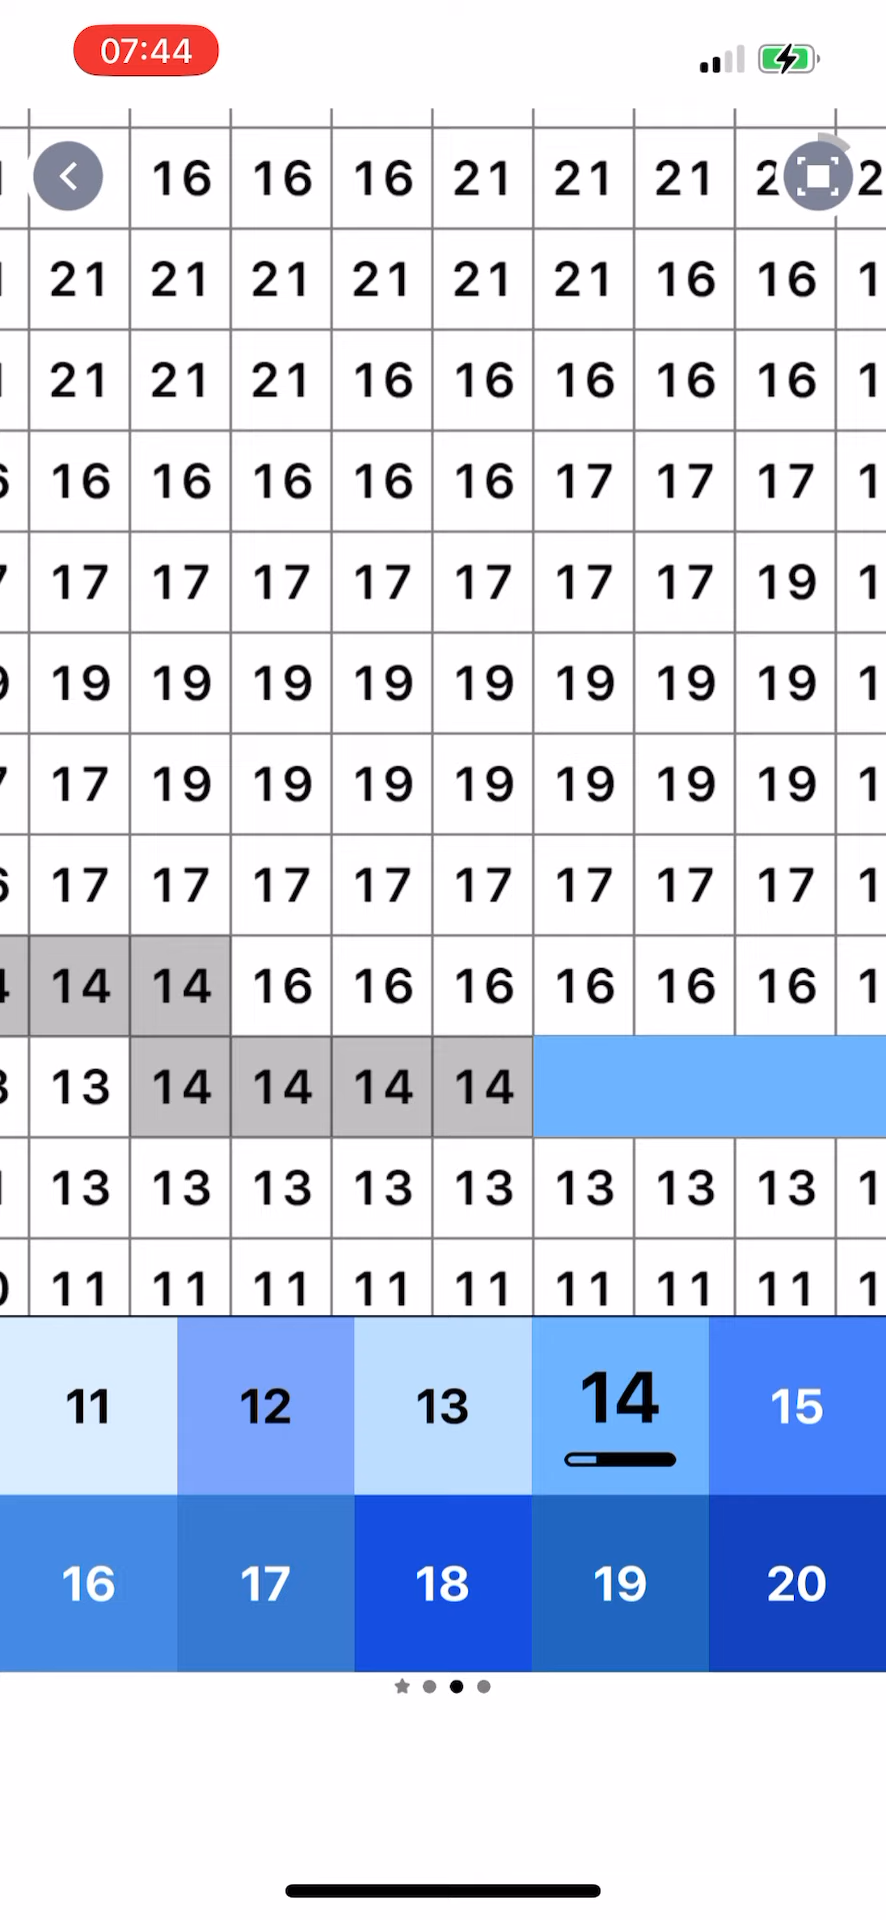 07:44
16 16 16 21 21 21
21 21 21 21 21 21 16 16
21 21 21 16 16 16 16 16
16 16 16 16 16 17 17 17
17 17 17 17 17 17 17 19
19 19 19 19 19 19 19 19
17 19 19 19 19 19 19 19
17 17 17 17 17 17 17 17
14 14 16 16 16 16 16 16
13 14 14 14 14
13 13 13 13 13 13 13 13
11 11 11 11 11 11 11 11
11 12 13 14 15
16 17 18 19 20